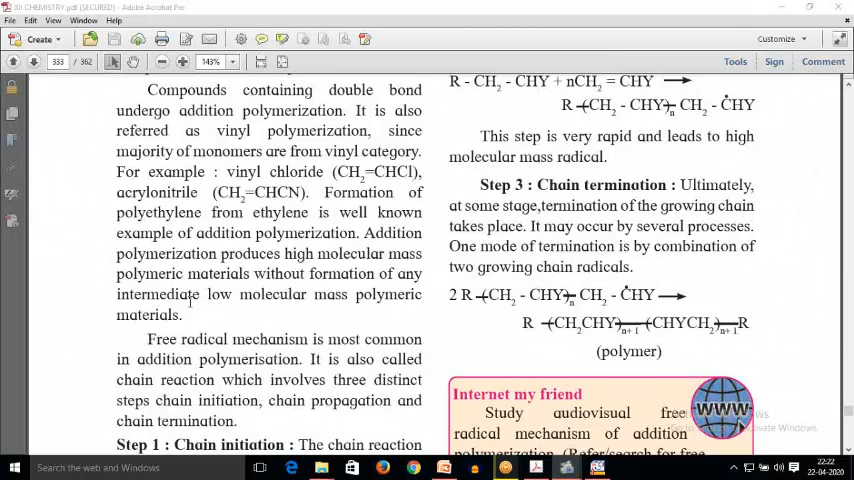 XII CHEMISTRY.pdf (SECURED) - Adobe Acrobat Pro
File Edit View Window Help
Create
Customize
333 / 362
143%
Tools Sign Comment
Compounds containing double bond
undergo addition polymerization. It is also
referred as vinyl polymerization, since
majority of monomers are from vinyl category.
For example : vinyl chloride (CH2=CHCl),
acrylonitrile (CH2=CHCN). Formation of
polyethylene from ethylene is well known
example of addition polymerization. Addition
polymerization produces high molecular mass
polymeric materials without formation of any
intermediate low molecular mass polymeric
materials.
Free radical mechanism is most common
in addition polymerisation. It is also called
chain reaction which involves three distinct
steps chain initiation, chain propagation and
chain termination.
Step 1 : Chain initiation : The chain reaction
R - CH2 - CHY + nCH2 = CHY ⟶
R -(CH2 - CHY)n CH2 - ĊHY
This step is very rapid and leads to high
molecular mass radical.
Step 3 : Chain termination : Ultimately,
at some stage,termination of the growing chain
takes place. It may occur by several processes.
One mode of termination is by combination of
two growing chain radicals.
2 R -(CH2 - CHY)n CH2 - ĊHY ⟶
R -(CH2CHY)n+1 (CHYCH2)n+1 R
(polymer)
Internet my friend
Study audiovisual free
radical mechanism of addition
polymerization. (Refer/search for free
WWW
Search the web and Windows
22:22
22-04-2020